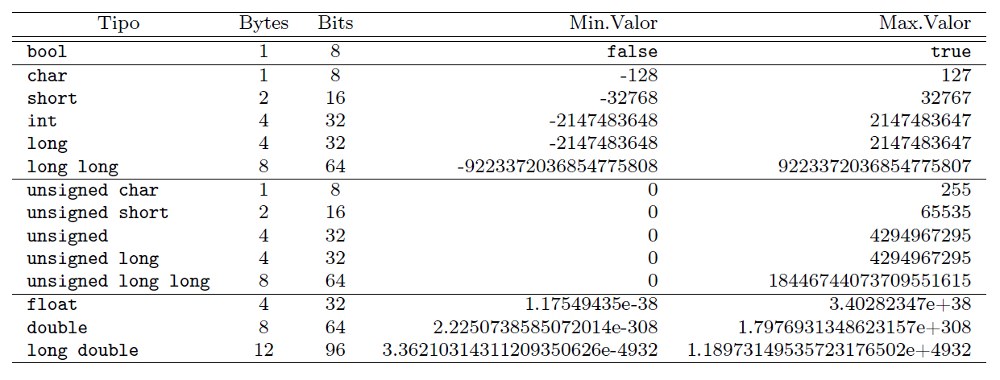 Tipo Bytes Bits Min.Valor Max.Valor
bool 1 8 false true
char 1 8 -128 127
short 2 16 -32768 32767
int 4 32 -2147483648 2147483647
long 4 32 -2147483648 2147483647
long long 8 64 -9223372036854775808 9223372036854775807
unsigned char 1 8 0 255
unsigned short 2 16 0 65535
unsigned 4 32 0 4294967295
unsigned long 4 32 0 4294967295
unsigned long long 8 64 0 18446744073709551615
float 4 32 1.17549435e-38 3.40282347e+38
double 8 64 2.2250738585072014e-308 1.7976931348623157e+308
long double 12 96 3.36210314311209350626e-4932 1.18973149535723176502e+4932